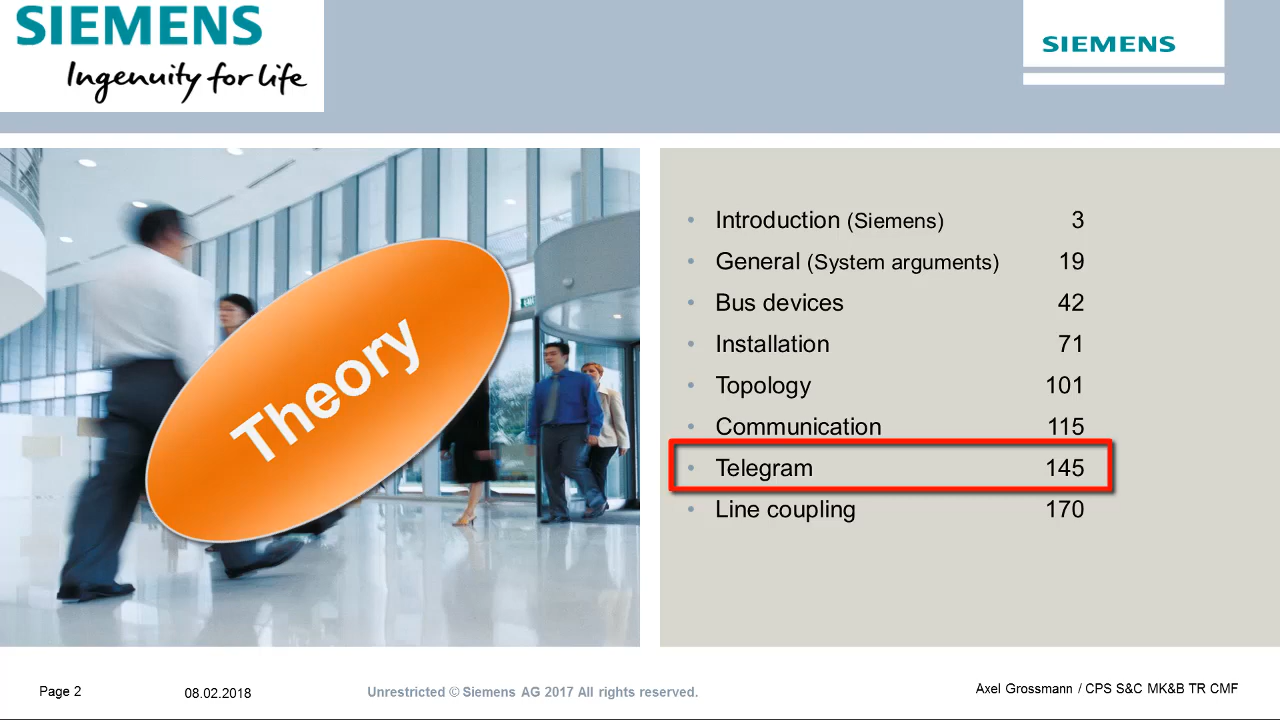 SIEMENS
Ingenuity for life
SIEMENS
Theory
• Introduction (Siemens) 3
• General (System arguments) 19
• Bus devices 42
• Installation 71
• Topology 101
• Communication 115
• Telegram 145
• Line coupling 170
Page 2 08.02.2018 Unrestricted © Siemens AG 2017 All rights reserved. Axel Grossmann / CPS S&C MK&B TR CMF